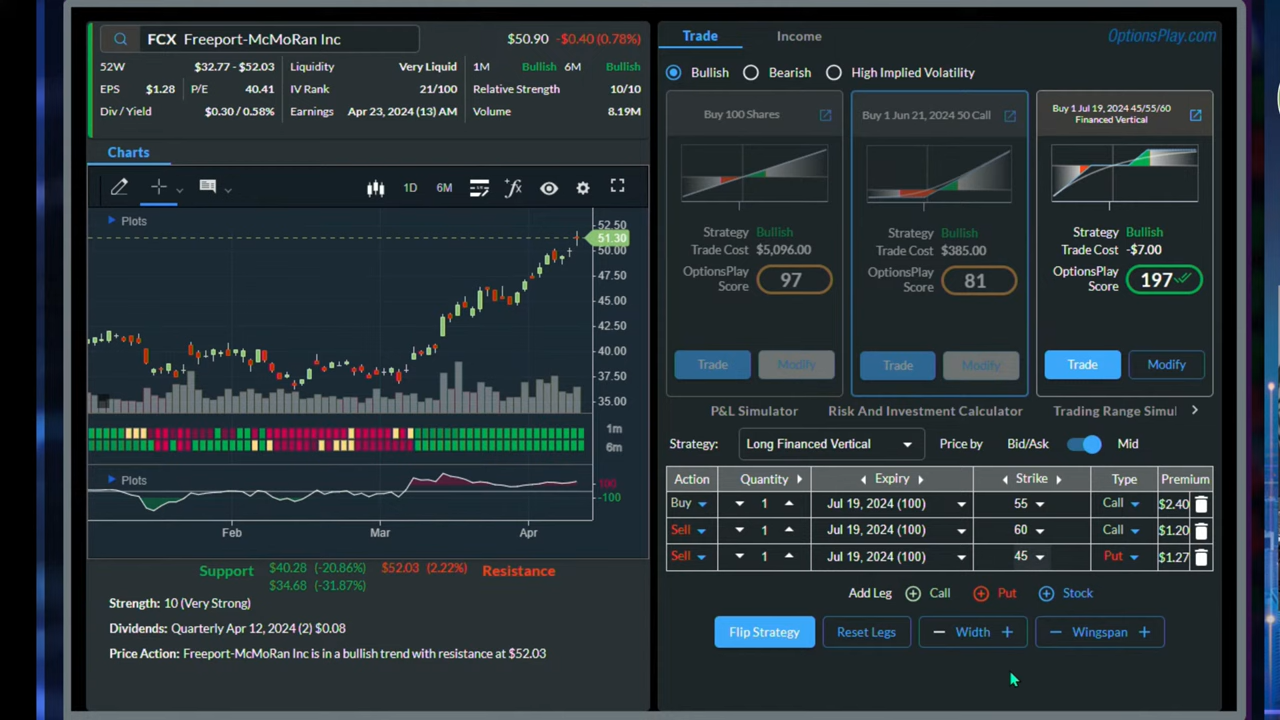 FCX Freeport-McMoRan Inc
$50.90 -$0.40 (0.78%)
52W $32.77 - $52.03 Liquidity Very Liquid 1M Bullish 6M Bullish
EPS $1.28 P/E 40.41 IV Rank 21/100 Relative Strength 10/10
Div / Yield $0.30 / 0.58% Earnings Apr 23, 2024 (13) AM Volume 8.19M
Charts
1D 6M
Plots
52.50
51.30
50.00
47.50
45.00
42.50
40.00
37.50
35.00
1m
6m
Plots
100
-100
Feb Mar Apr
Support $40.28 (-20.86%) $52.03 (2.22%) Resistance
$34.68 (-31.87%)
Strength: 10 (Very Strong)
Dividends: Quarterly Apr 12, 2024 (2) $0.08
Price Action: Freeport-McMoRan Inc is in a bullish trend with resistance at $52.03
Trade Income OptionsPlay.com
Bullish Bearish High Implied Volatility
Buy 100 Shares
Strategy Bullish
Trade Cost $5,096.00
OptionsPlay Score 97
Trade Modify
Buy 1 Jun 21, 2024 50 Call
Strategy Bullish
Trade Cost $385.00
OptionsPlay Score 81
Trade Modify
Buy 1 Jul 19, 2024 45/55/60
Financed Vertical
Strategy Bullish
Trade Cost -$7.00
OptionsPlay Score 197
Trade Modify
P&L Simulator Risk And Investment Calculator Trading Range Simul
Strategy: Long Financed Vertical Price by Bid/Ask Mid
Action Quantity Expiry Strike Type Premium
Buy 1 Jul 19, 2024 (100) 55 Call $2.40
Sell 1 Jul 19, 2024 (100) 60 Call $1.20
Sell 1 Jul 19, 2024 (100) 45 Put $1.27
Add Leg Call Put Stock
Flip Strategy Reset Legs Width Wingspan